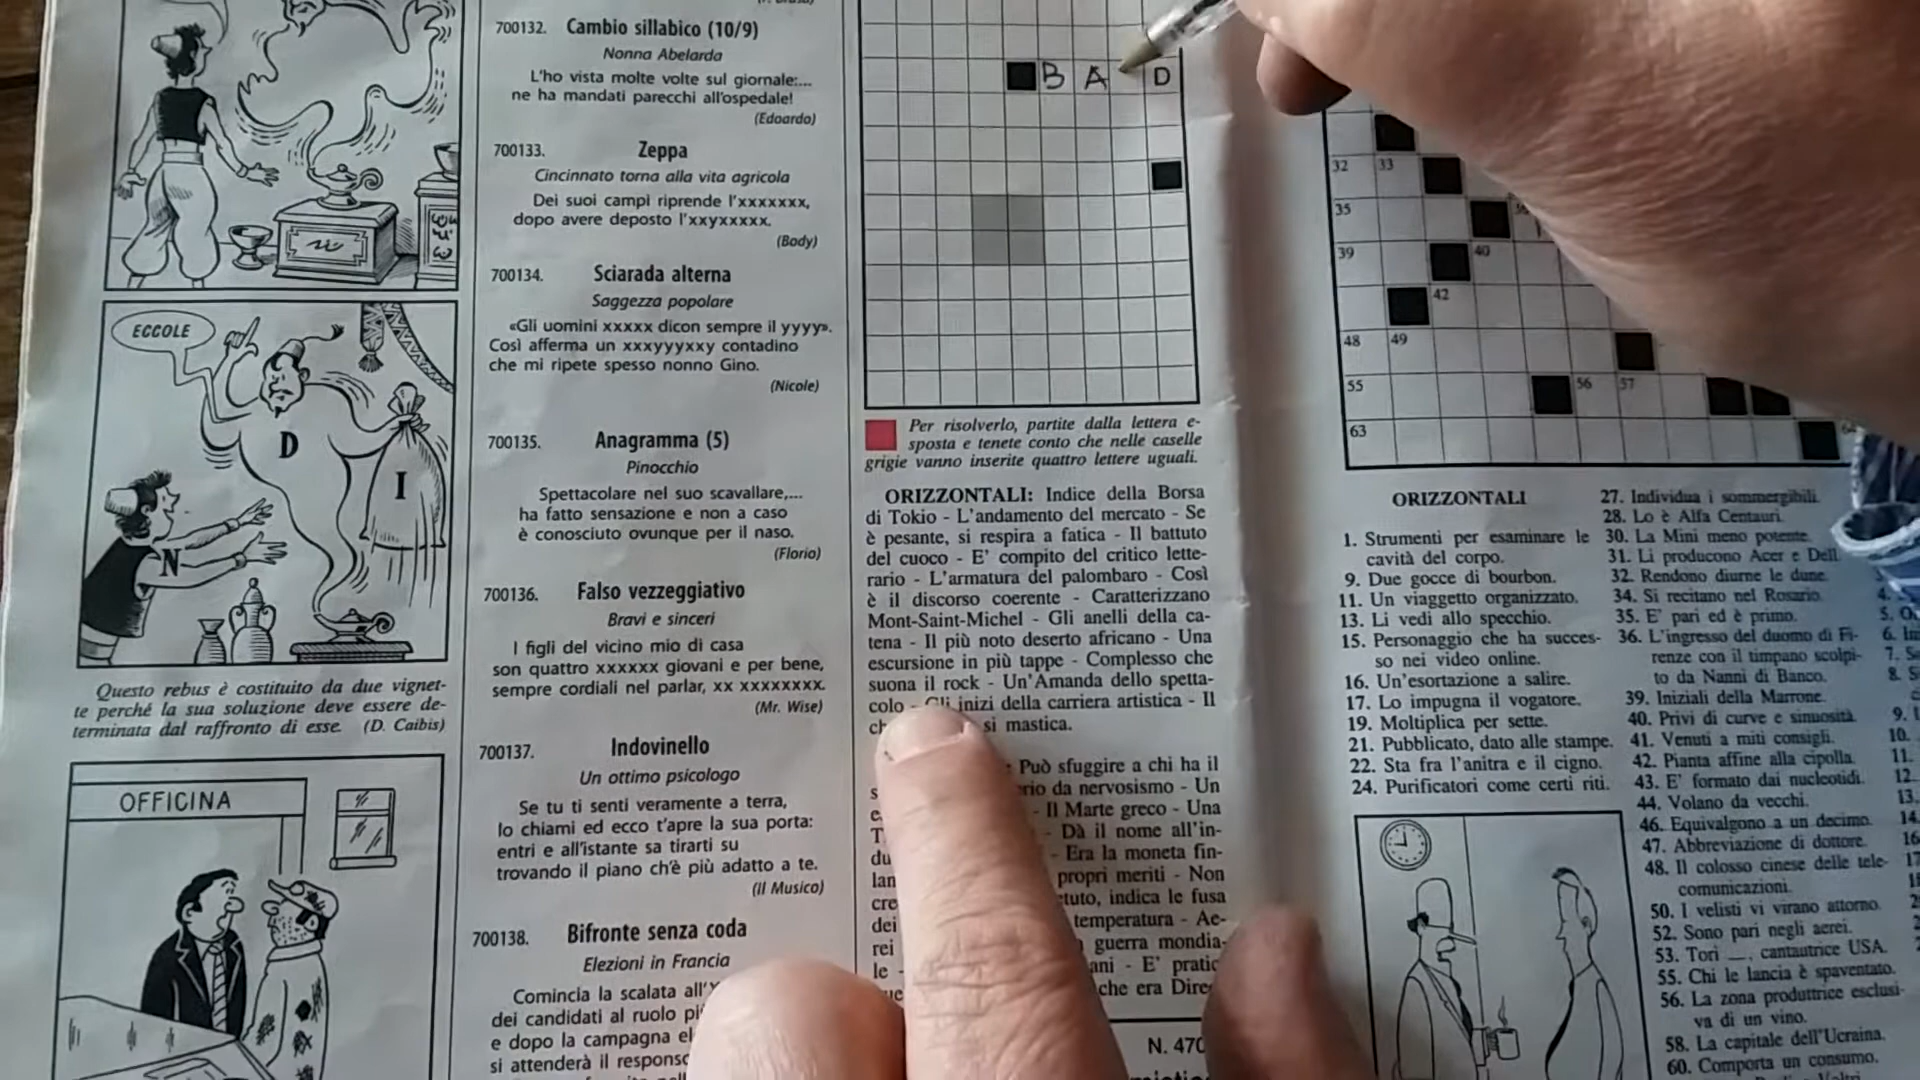 ECCOLE
D
I
N
Questo rebus è costituito da due vignet-
te perché la sua soluzione deve essere de-
terminata dal raffronto di esse. (D. Caibis)
OFFICINA
700132. Cambio sillabico (10/9)
Nonna Abelarda
L'ho vista molte volte sul giornale:...
ne ha mandati parecchi all'ospedale!
(Edoardo)
700133. Zeppa
Cincinnato torna alla vita agricola
Dei suoi campi riprende l'xxxxxxx,
dopo avere deposto l'xxyxxxxx.
(Body)
700134. Sciarada alterna
Saggezza popolare
«Gli uomini xxxxx dicon sempre il yyyy».
Così afferma un xxxyyyxxy contadino
che mi ripete spesso nonno Gino.
(Nicole)
700135. Anagramma (5)
Pinocchio
Spettacolare nel suo scavallare,...
ha fatto sensazione e non a caso
è conosciuto ovunque per il naso.
(Florio)
700136. Falso vezzeggiativo
Bravi e sinceri
I figli del vicino mio di casa
son quattro xxxxxx giovani e per bene,
sempre cordiali nel parlar, xx xxxxxxxx.
(Mr. Wise)
700137. Indovinello
Un ottimo psicologo
Se tu ti senti veramente a terra,
lo chiami ed ecco t'apre la sua porta:
entri e all'istante sa tirarti su
trovando il piano ch'è più adatto a te.
(Il Musico)
700138. Bifronte senza coda
Elezioni in Francia
Comincia la scalata
dei candidati al ruolo
e dopo la campagna
si attenderà il
B A D
Per risolverlo, partite dalla lettera e-
sposta e tenete conto che nelle caselle
grigie vanno inserite quattro lettere uguali.
ORIZZONTALI: Indice della Borsa
di Tokio - L'andamento del mercato - Se
è pesante, si respira a fatica - Il battuto
del cuoco - E' compito del critico lette-
rario - L'armatura del palombaro - Così
è il discorso coerente - Caratterizzano
Mont-Saint-Michel - Gli anelli della ca-
tena - Il più noto deserto africano - Una
escursione in più tappe - Complesso che
suona il rock - Un'Amanda dello spetta-
colo - Gli inizi della carriera artistica - Il
si mastica.
Può sfuggire a chi ha il
da nervosismo - Un
- Il Marte greco - Una
- Dà il nome all'in-
- Era la moneta fin-
propri meriti - Non
indica le fusa
temperatura - Ae-
guerra mondia-
le - E'
che era
N.
32 33
35
39 40
42
48 49
55 56 57
63
ORIZZONTALI
1. Strumenti per esaminare le
cavità del corpo.
9. Due gocce di bourbon.
11. Un viaggetto organizzato.
13. Li vedi allo specchio.
15. Personaggio che ha succes-
so nei video online.
16. Un'esortazione a salire.
17. Lo impugna il vogatore.
19. Moltiplica per sette.
21. Pubblicato, dato alle stampe.
22. Sta fra l'anitra e il cigno.
24. Purificatori come certi riti.
27. Individua i sommergibili.
28. Lo è Alfa Centauri.
30. La Mini meno potente.
31. Li producono Acer e Dell.
32. Rendono diurne le dune.
34. Si recitano nel Rosario.
35. E' pari ed è primo.
36. L'ingresso del duomo di Fi-
renze con il timpano scolpi-
to da Nanni di Banco.
39. Iniziali della Marrone.
40. Privi di curve e sinuosità.
41. Venuti a miti consigli.
42. Pianta affine alla cipolla.
43. E' formato dai nucleotidi.
44. Volano da vecchi.
46. Equivalgono a un decimo.
47. Abbreviazione di dottore.
48. Il colosso cinese delle tele-
comunicazioni.
50. I velisti vi virano attorno.
52. Sono pari negli aerei.
53. Tori __, cantautrice USA.
55. Chi le lancia è spaventato.
56. La zona produttrice esclusi-
va di un vino.
58. La capitale dell'Ucraina.
60. Comporta un consumo.